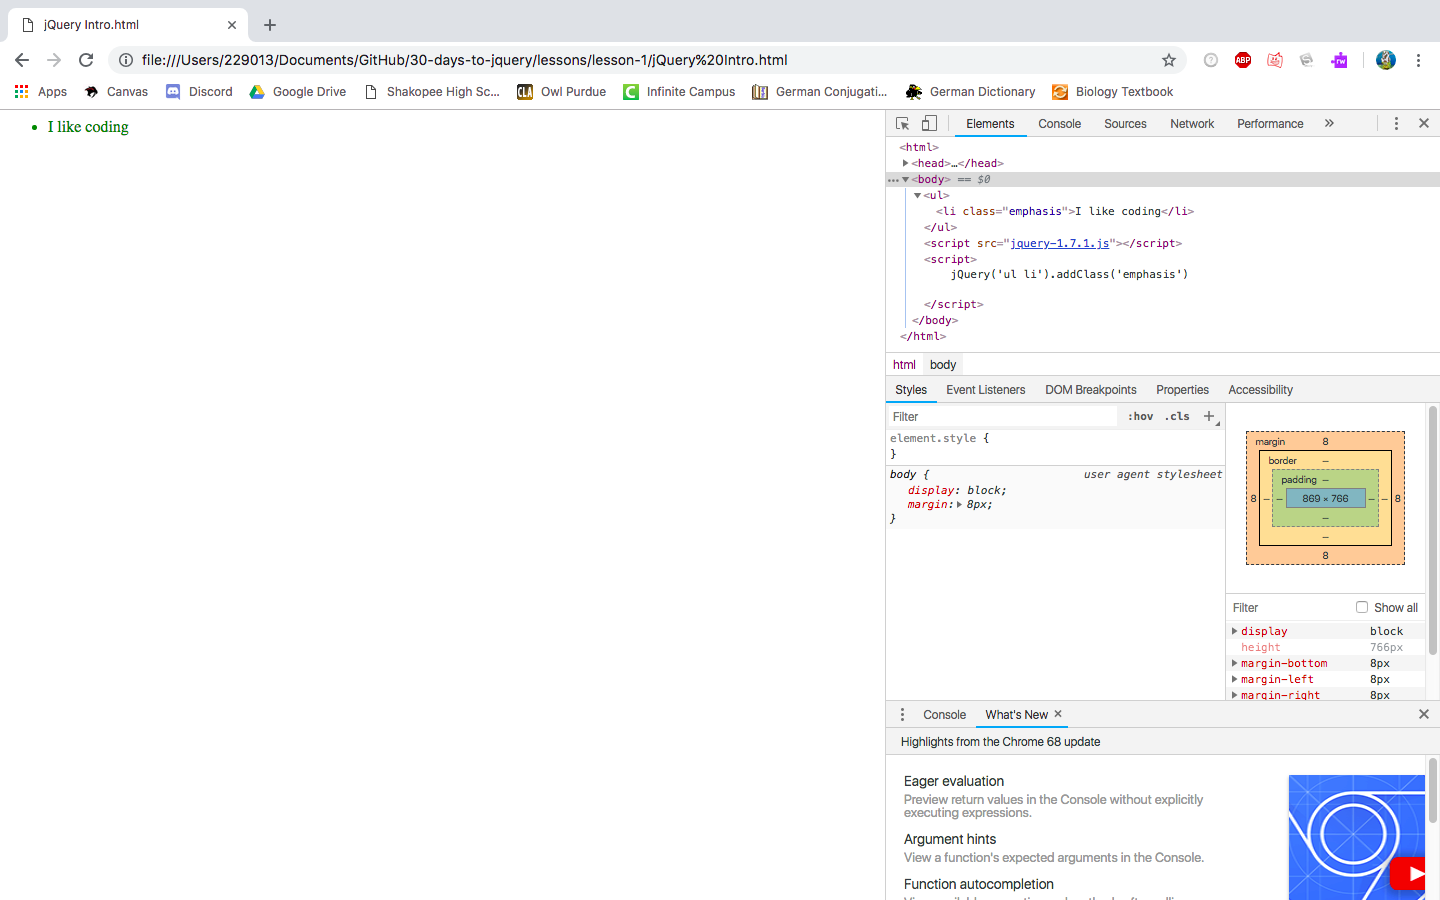 jQuery Intro.html
file:///Users/229013/Documents/GitHub/30-days-to-jquery/lessons/lesson-1/jQuery%20Intro.html
ABP
rw
Apps Canvas Discord Google Drive Shakopee High Sc... CLA Owl Purdue C Infinite Campus German Conjugati... German Dictionary Biology Textbook
I like coding
Elements Console Sources Network Performance »
<html>
<head>…</head>
<body> == $0
<ul>
<li class="emphasis">I like coding</li>
</ul>
<script src="jquery-1.7.1.js"></script>
<script>
jQuery('ul li').addClass('emphasis')
</script>
</body>
</html>
html body
Styles Event Listeners DOM Breakpoints Properties Accessibility
Filter :hov .cls +
element.style {
}
body { user agent stylesheet
display: block;
margin: 8px;
}
margin 8
border –
padding –
8 – – 869 × 766 – – 8
–
–
8
Filter Show all
display block
height 766px
margin-bottom 8px
margin-left 8px
margin-right 8px
Console What's New
Highlights from the Chrome 68 update
Eager evaluation
Preview return values in the Console without explicitly
executing expressions.
Argument hints
View a function's expected arguments in the Console.
Function autocompletion